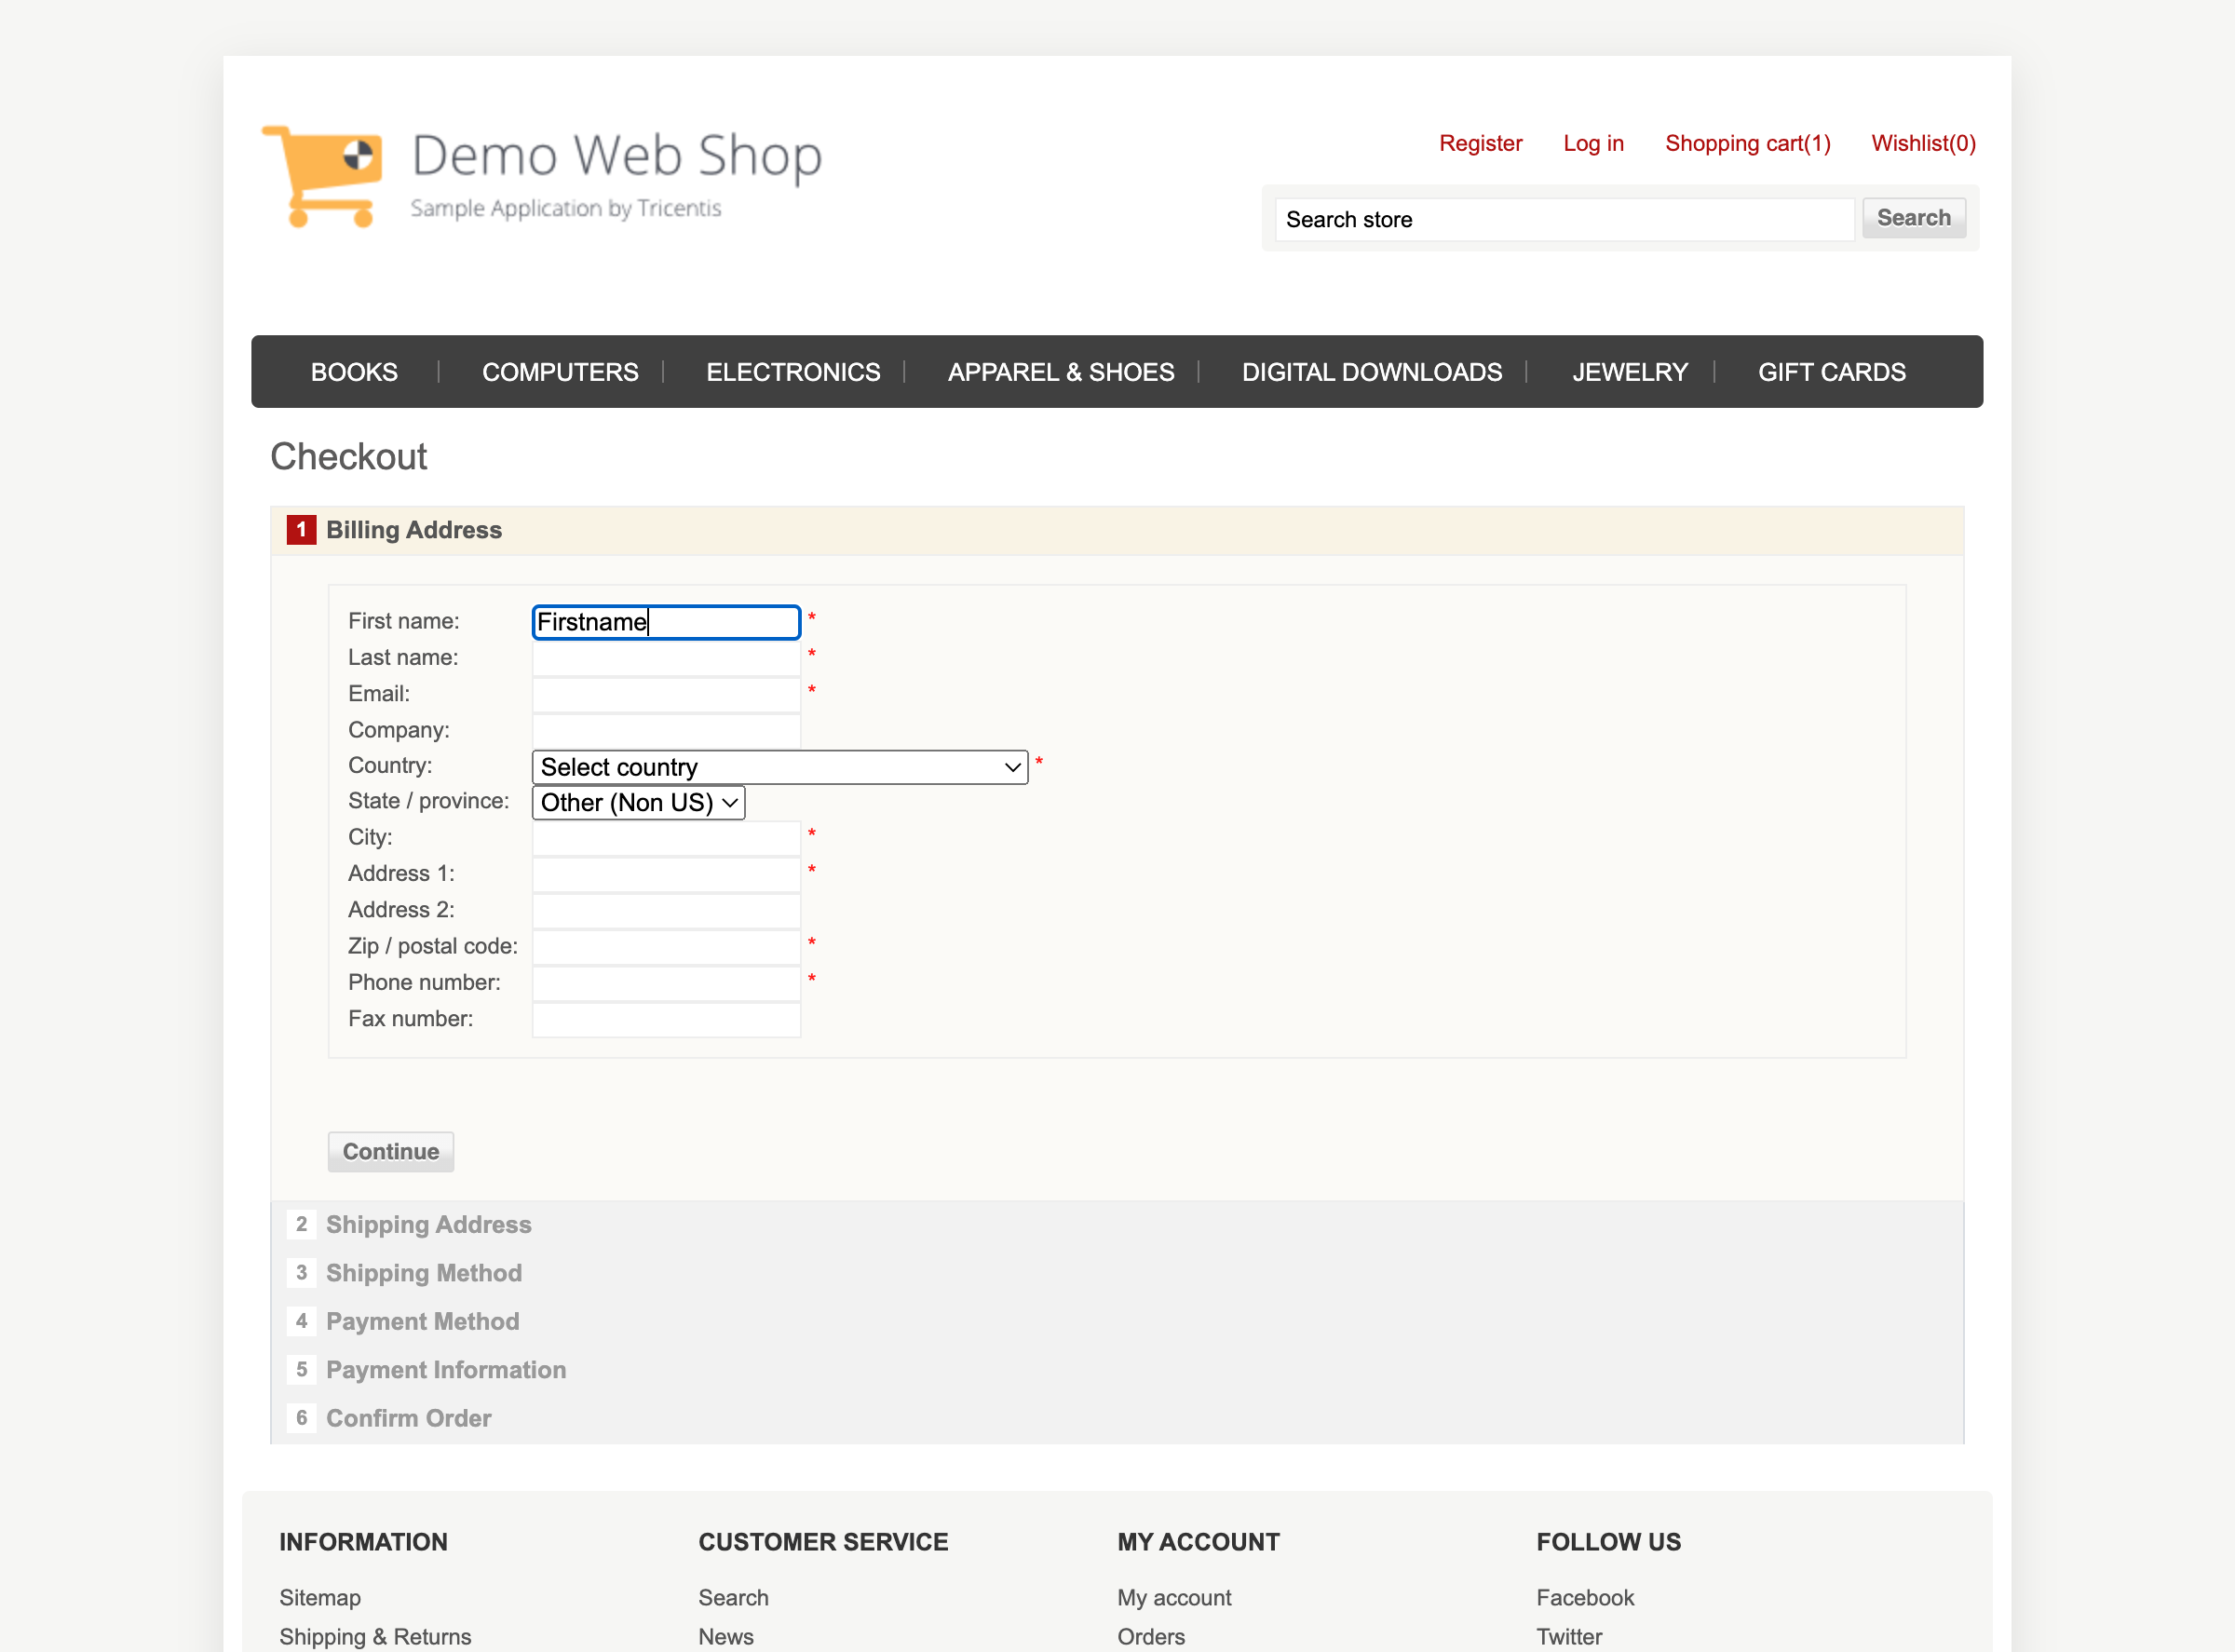 Demo Web Shop
Sample Application by Tricentis
Register Log in Shopping cart(1) Wishlist(0)
Search store Search
BOOKS COMPUTERS ELECTRONICS APPAREL & SHOES DIGITAL DOWNLOADS JEWELRY GIFT CARDS
Checkout
1 Billing Address
First name: Firstname *
Last name: *
Email: *
Company:
Country: Select country *
State / province: Other (Non US)
City: *
Address 1: *
Address 2:
Zip / postal code: *
Phone number: *
Fax number:
Continue
2 Shipping Address
3 Shipping Method
4 Payment Method
5 Payment Information
6 Confirm Order
INFORMATION CUSTOMER SERVICE MY ACCOUNT FOLLOW US
Sitemap Search My account Facebook
Shipping & Returns News Orders Twitter